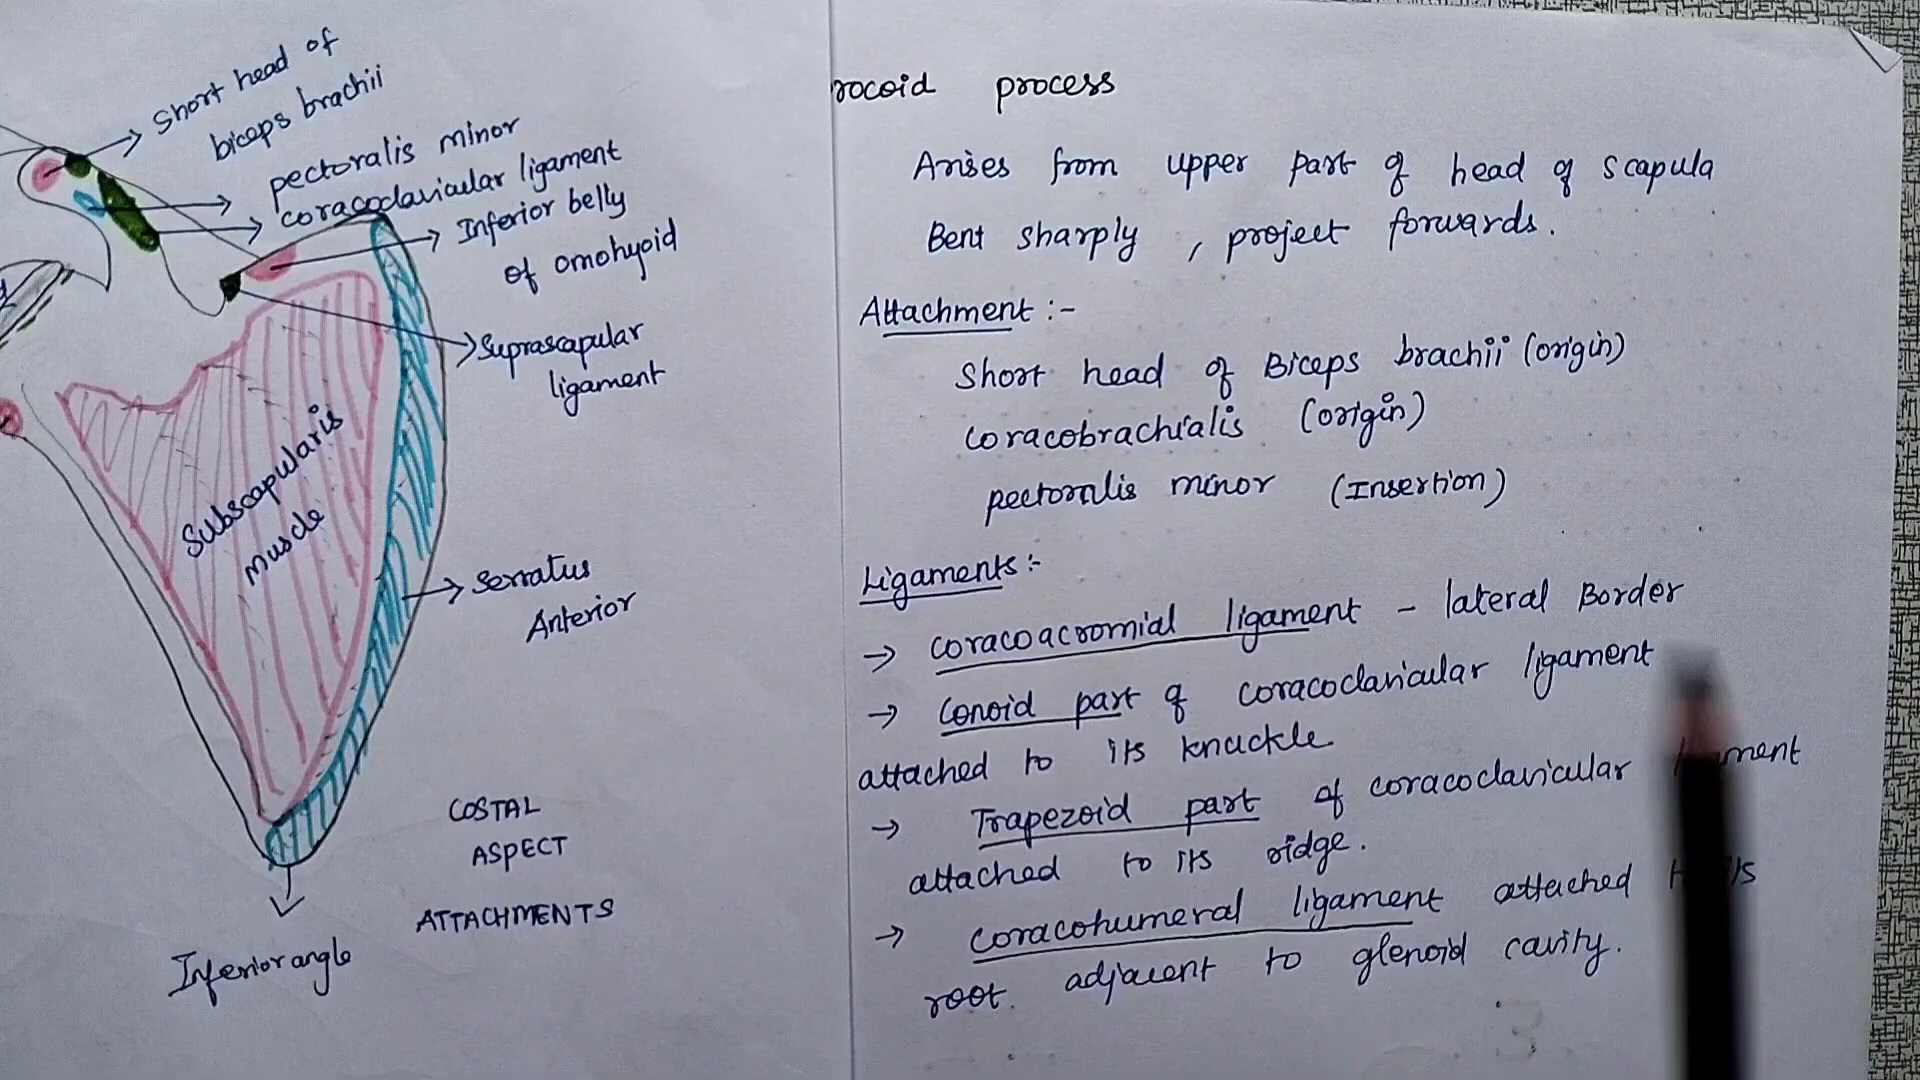 Short head of
biceps brachii
pectoralis minor
coracoclavicular ligament
Inferior belly
of omohyoid
Suprascapular
ligament
Subscapularis
muscle
Serratus
Anterior
COSTAL
ASPECT
ATTACHMENTS
Inferior angle
rocoid process
Arises from upper part of head of scapula
Bent sharply , project forwards.
Attachment :-
Short head of Biceps brachii (origin)
coracobrachialis (origin)
pectoralis minor (Insertion)
Ligaments :-
→ coracoacromial ligament - lateral Border
→ Conoid part of coracoclavicular ligament
attached to its knuckle.
→ Trapezoid part of coracoclavicular ment
attached to its ridge.
→ coracohumeral ligament attached
root. adjacent to glenoid cavity.